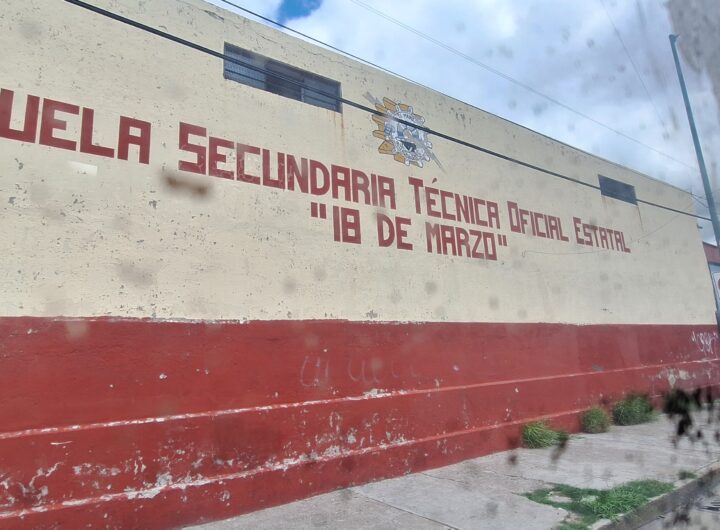 UELA SECUNDARIA TÉCNICA OFICIAL ESTATAL
"18 DE MARZO"